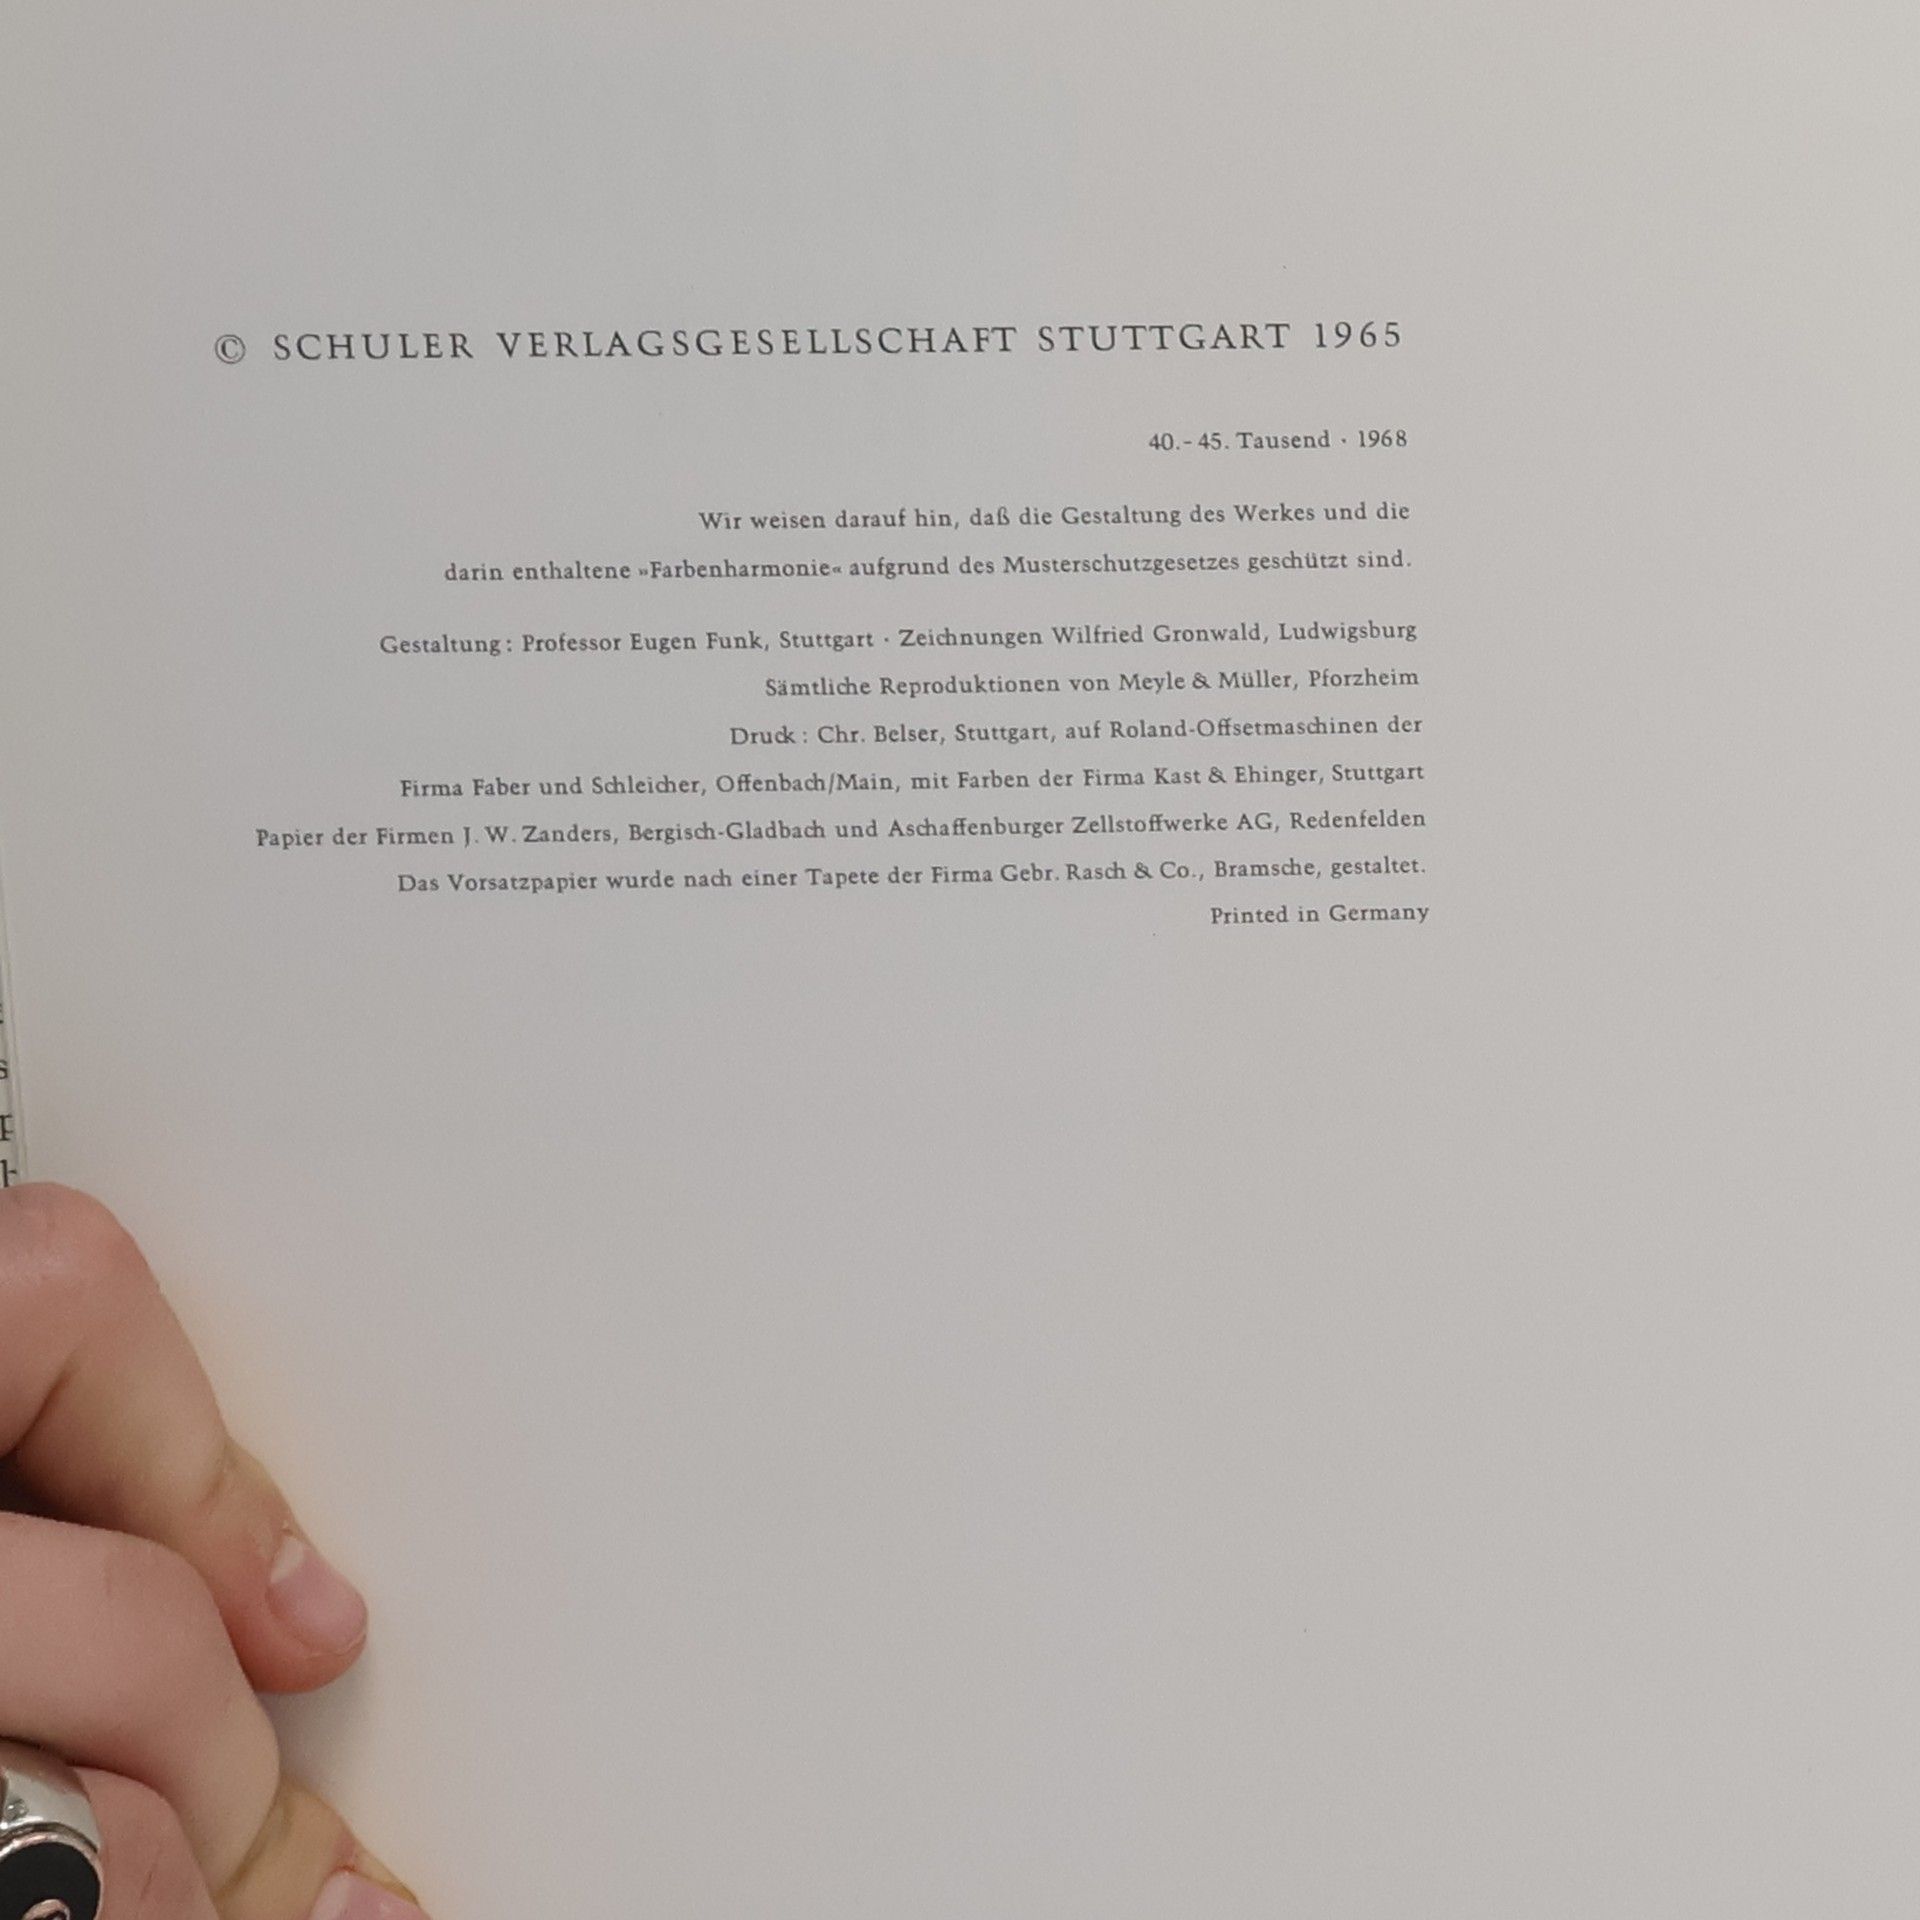 © SCHULER VERLAGSGESELLSCHAFT STUTTGART 1965
40.-45. Tausend · 1968
Wir weisen darauf hin, daß die Gestaltung des Werkes und die
darin enthaltene »Farbenharmonie« aufgrund des Musterschutzgesetzes geschützt sind.
Gestaltung: Professor Eugen Funk, Stuttgart · Zeichnungen Wilfried Gronwald, Ludwigsburg
Sämtliche Reproduktionen von Meyle & Müller, Pforzheim
Druck: Chr. Belser, Stuttgart, auf Roland-Offsetmaschinen der
Firma Faber und Schleicher, Offenbach/Main, mit Farben der Firma Kast & Ehinger, Stuttgart
Papier der Firmen J. W. Zanders, Bergisch-Gladbach und Aschaffenburger Zellstoffwerke AG, Redenfelden
Das Vorsatzpapier wurde nach einer Tapete der Firma Gebr. Rasch & Co., Bramsche, gestaltet.
Printed in Germany